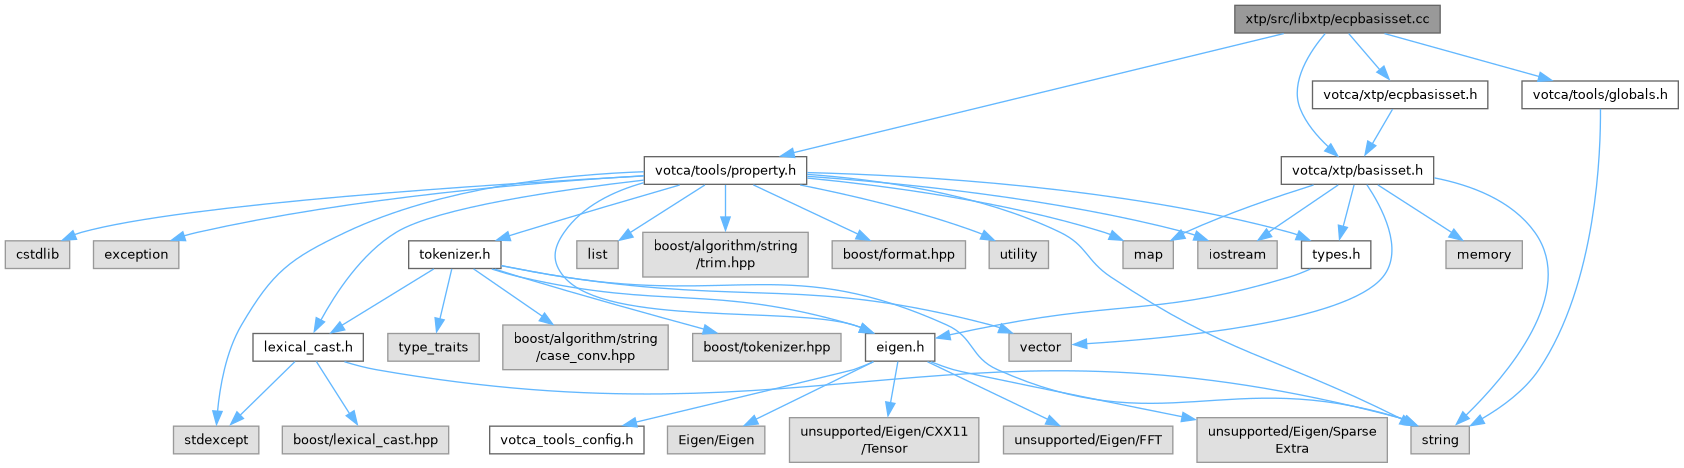 xtp/src/libxtp/ecpbasisset.cc
votca/xtp/ecpbasisset.h
votca/tools/globals.h
votca/tools/property.h
votca/xtp/basisset.h
cstdlib
exception
tokenizer.h
list
boost/algorithm/string
/trim.hpp
boost/format.hpp
utility
map
iostream
types.h
memory
lexical_cast.h
type_traits
boost/algorithm/string
/case_conv.hpp
boost/tokenizer.hpp
eigen.h
vector
stdexcept
boost/lexical_cast.hpp
votca_tools_config.h
Eigen/Eigen
unsupported/Eigen/CXX11
/Tensor
unsupported/Eigen/FFT
unsupported/Eigen/Sparse
Extra
string